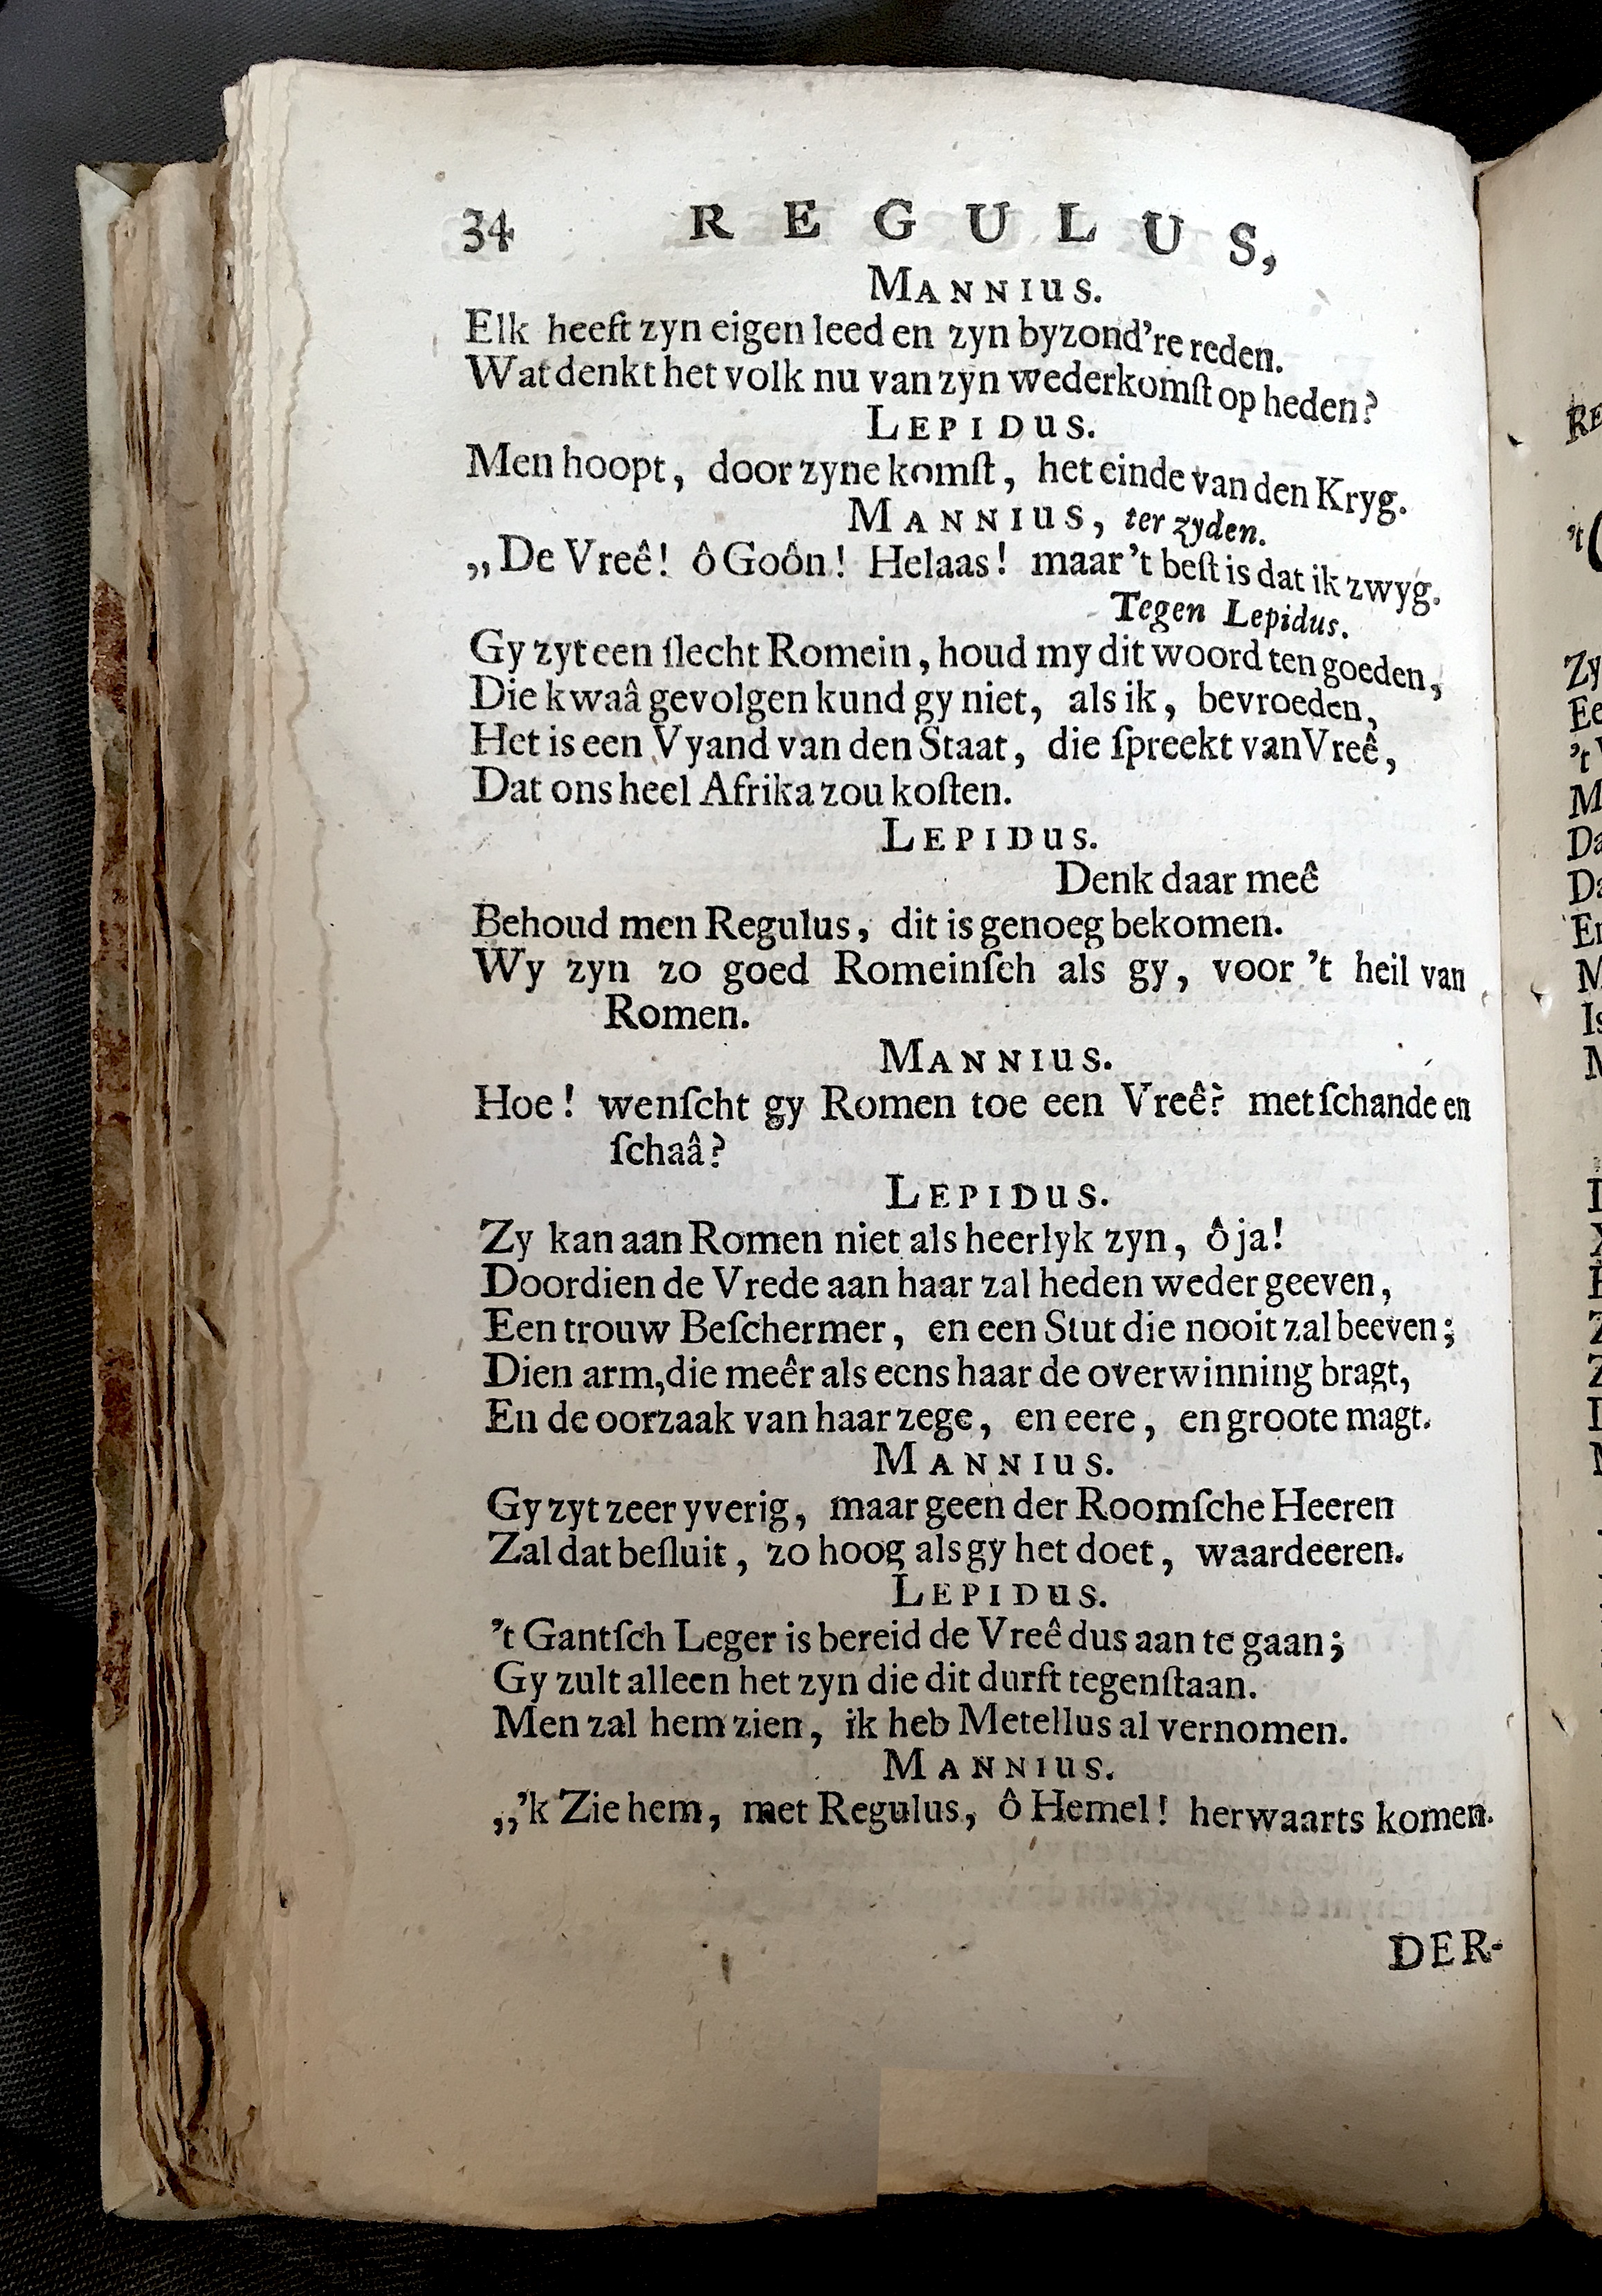 34 REGULUS,
MANNIUS.
Elk heeft zyn eigen leed en zyn byzond're reden.
Wat denkt het volk nu van zyn wederkomſt op heden?
LEPIDUS.
Men hoopt, door zyne komſt, het einde van den Kryg.
MANNIUS, ter zyden.
„De Vreê! ô Goôn! Helaas! maar 't beſt is dat ik zwyg.
Tegen Lepidus.
Gy zyt een ſlecht Romein, houd my dit woord ten goeden,
Die kwaâ gevolgen kund gy niet, als ik, bevroeden,
Het is een Vyand van den Staat, die ſpreekt van Vreê,
Dat ons heel Afrika zou koſten.
LEPIDUS.
Denk daar meê
Behoud men Regulus, dit is genoeg bekomen.
Wy zyn zo goed Romeinſch als gy, voor 't heil van
Romen.
MANNIUS.
Hoe! wenſcht gy Romen toe een Vreê? met ſchande en
ſchaâ?
LEPIDUS.
Zy kan aan Romen niet als heerlyk zyn, ô ja!
Doordien de Vrede aan haar zal heden weder geeven,
Een trouw Beſchermer, en een Stut die nooit zal beeven;
Dien arm, die meêr als eens haar de overwinning bragt,
En de oorzaak van haar zege, en eere, en groote magt.
MANNIUS.
Gy zyt zeer yverig, maar geen der Roomſche Heeren
Zal dat beſluit, zo hoog als gy het doet, waardeeren.
LEPIDUS.
't Gantſch Leger is bereid de Vreê dus aan te gaan;
Gy zult alleen het zyn die dit durft tegenſtaan.
Men zal hem zien, ik heb Metellus al vernomen.
MANNIUS.
„'k Zie hem, met Regulus, ô Hemel! herwaarts komen.
DER-